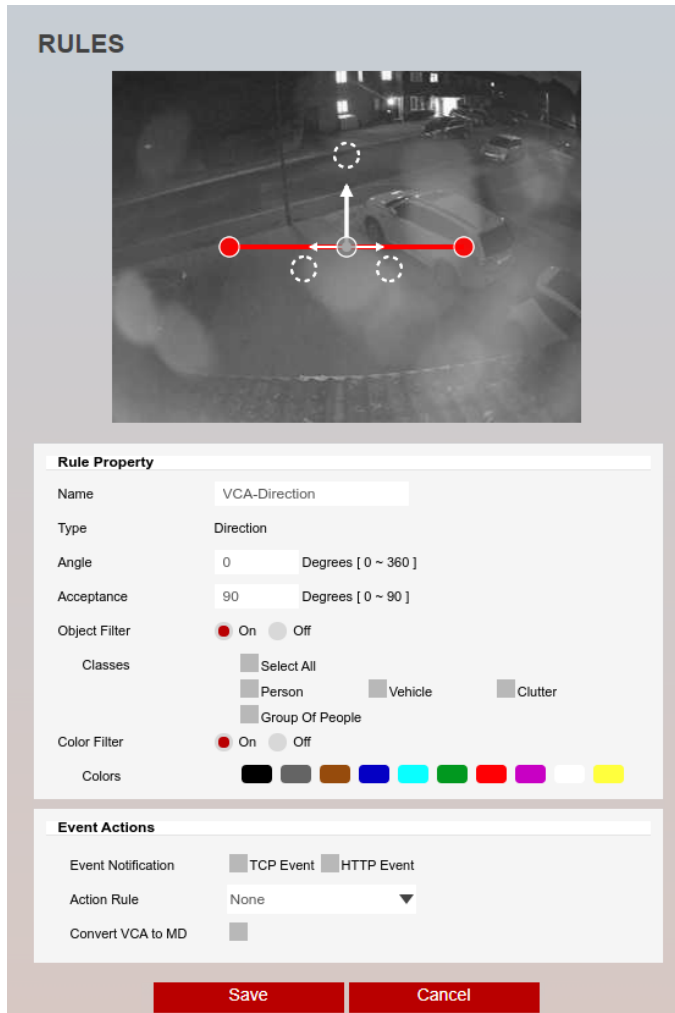 RULES
Rule Property
Name VCA-Direction
Type Direction
Angle 0 Degrees [ 0 ~ 360 ]
Acceptance 90 Degrees [ 0 ~ 90 ]
Object Filter On Off
Classes Select All
Person Vehicle Clutter
Group Of People
Color Filter On Off
Colors
Event Actions
Event Notification TCP Event HTTP Event
Action Rule None
Convert VCA to MD
Save Cancel